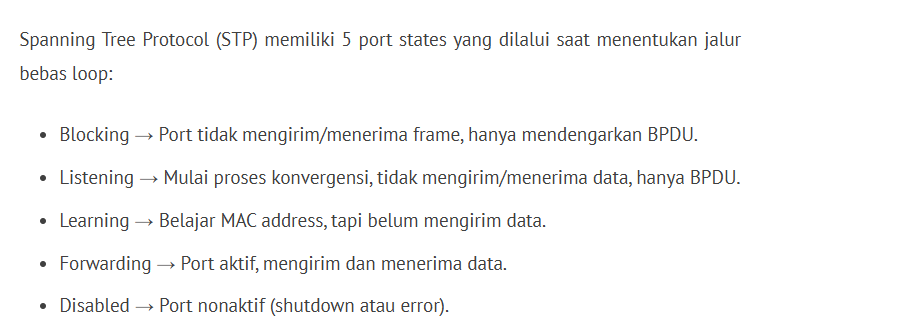 Spanning Tree Protocol (STP) memiliki 5 port states yang dilalui saat menentukan jalur
bebas loop:
• Blocking → Port tidak mengirim/menerima frame, hanya mendengarkan BPDU.
• Listening → Mulai proses konvergensi, tidak mengirim/menerima data, hanya BPDU.
• Learning → Belajar MAC address, tapi belum mengirim data.
• Forwarding → Port aktif, mengirim dan menerima data.
• Disabled → Port nonaktif (shutdown atau error).